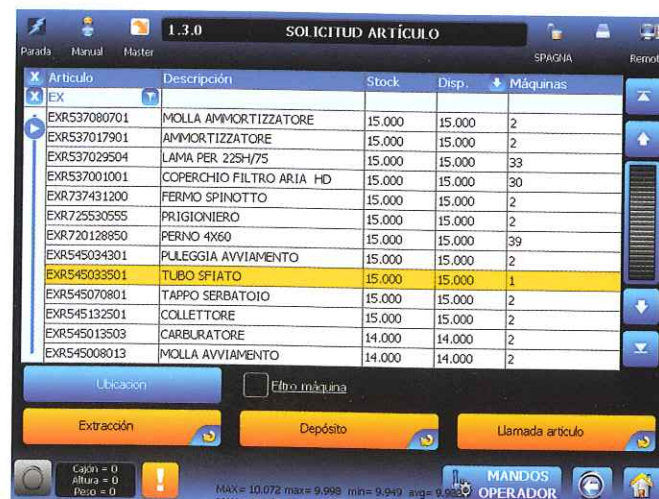 1.3.0 SOLICITUD ARTÍCULO
Parada Manual Master SPAGNA Remot
X Articulo Descripción Stock Disp. Máquinas
X EX
EXR537080701 MOLLA AMMORTIZZATORE 15.000 15.000 2
EXR537017901 AMMORTIZZATORE 15.000 15.000 2
EXR537029504 LAMA PER 225H/75 15.000 15.000 33
EXR537001001 COPERCHIO FILTRO ARIA HD 15.000 15.000 30
EXR737431200 FERMO SPINOTTO 15.000 15.000 2
EXR725530555 PRIGIONIERO 15.000 15.000 2
EXR720128850 PERNO 4X60 15.000 15.000 39
EXR545034301 PULEGGIA AVVIAMENTO 15.000 15.000 2
EXR545033501 TUBO SFIATO 15.000 15.000 1
EXR545070801 TAPPO SERBATOIO 15.000 15.000 2
EXR545132501 COLLETTORE 15.000 15.000 2
EXR545013503 CARBURATORE 14.000 14.000 2
EXR545008013 MOLLA AVVIAMENTO 14.000 14.000 2
Ubicacion Filtro máquina
Extracción Depósito Llamada artículo
Cajón = 0
Altura = 0
Peso = 0
! MANDOS
OPERADOR
MAX= 10.072 max= 9.998 min= 9.949 avg=